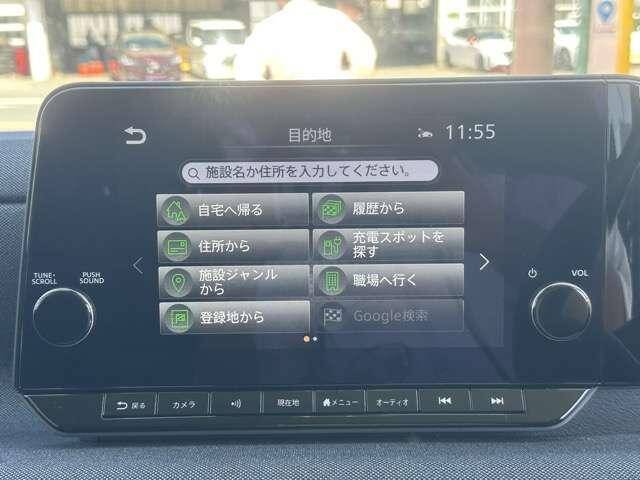 目的地
11:55
施設名か住所を入力してください。
自宅へ帰る
履歴から
住所から
充電スポットを
探す
施設ジャンル
から
職場へ行く
登録地から
Google検索
TUNE・
SCROLL
PUSH
SOUND
VOL
戻る
カメラ
現在地
メニュー
オーディオ